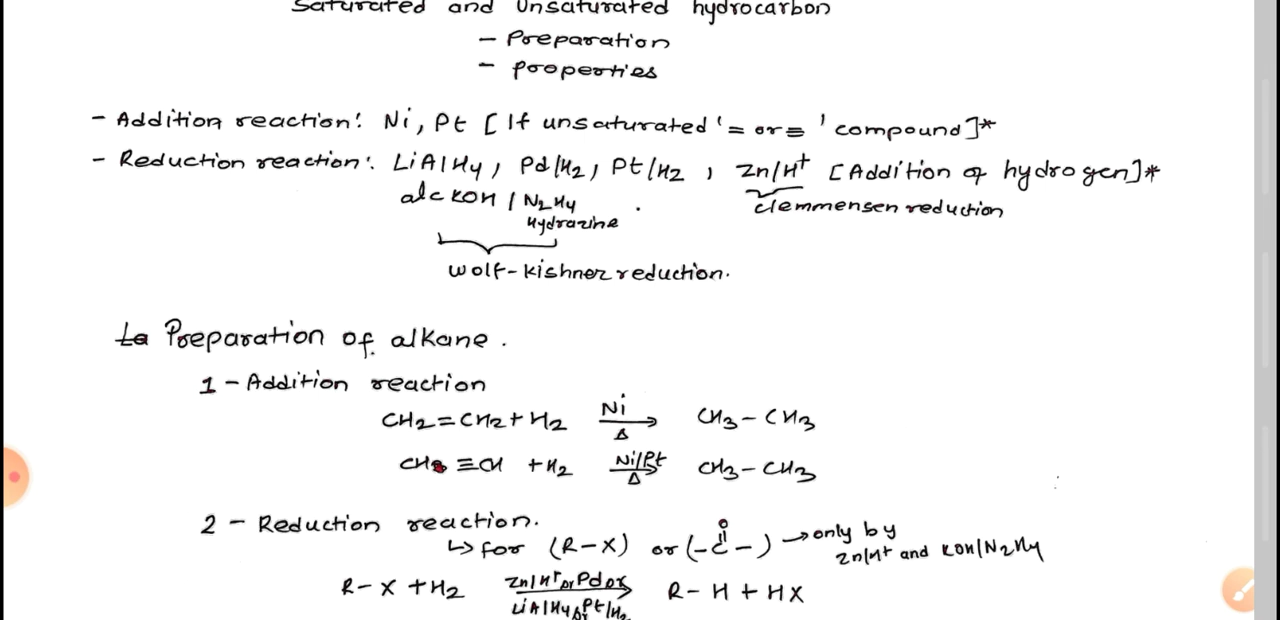 Saturated and Unsaturated hydrocarbon
- Preparation
- properties
- Addition reaction: Ni, Pt [If unsaturated '= or ≡' compound]*
- Reduction reaction: LiAlH4, Pd/H2, Pt/H2, Zn/H+ [Addition of hydrogen]*
alc KOH / N2H4
Hydrazine
Clemmensen reduction
Wolf-kishner reduction.
Preparation of alkane.
1 - Addition reaction
CH2=CH2 + H2 Ni Δ → CH3-CH3
CH≡CH + H2 Ni/Pt Δ → CH3-CH3
2 - Reduction reaction.
↳ for (R-X) or (-C-) → only by
O
Zn/H+ and KOH/N2H4
R-X + H2 Zn/H+ or Pd or → R-H + HX
LiAlH4 or Pt/H2